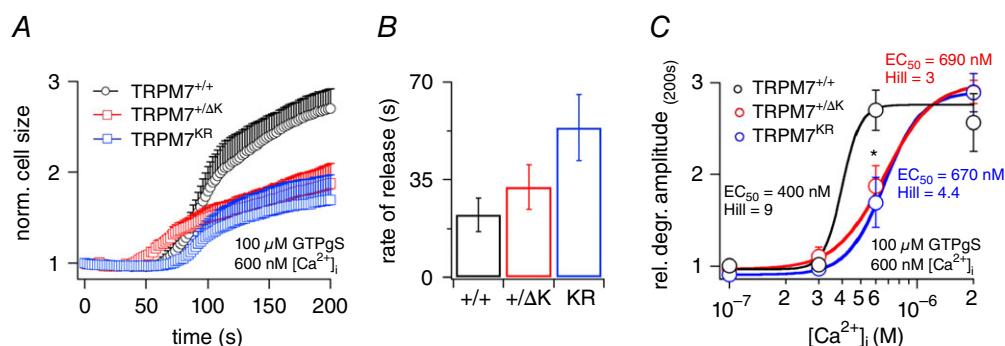 A
norm. cell size
3
2
1
TRPM7+/+
TRPM7+/ΔK
TRPM7KR
100 µM GTPgS
600 nM [Ca2+]i
0
50
100
150
200
time (s)
B
rate of release (s)
70
35
0
+/+
+/ΔK
KR
C
rel. degr. amplitude (200s)
3
2
1
TRPM7+/+
TRPM7+/ΔK
TRPM7KR
EC50 = 690 nM
Hill = 3
*
EC50 = 400 nM
Hill = 9
EC50 = 670 nM
Hill = 4.4
100 µM GTPgS
600 nM [Ca2+]i
10−7
2
3
4
5
6
10−6
2
[Ca2+]i (M)